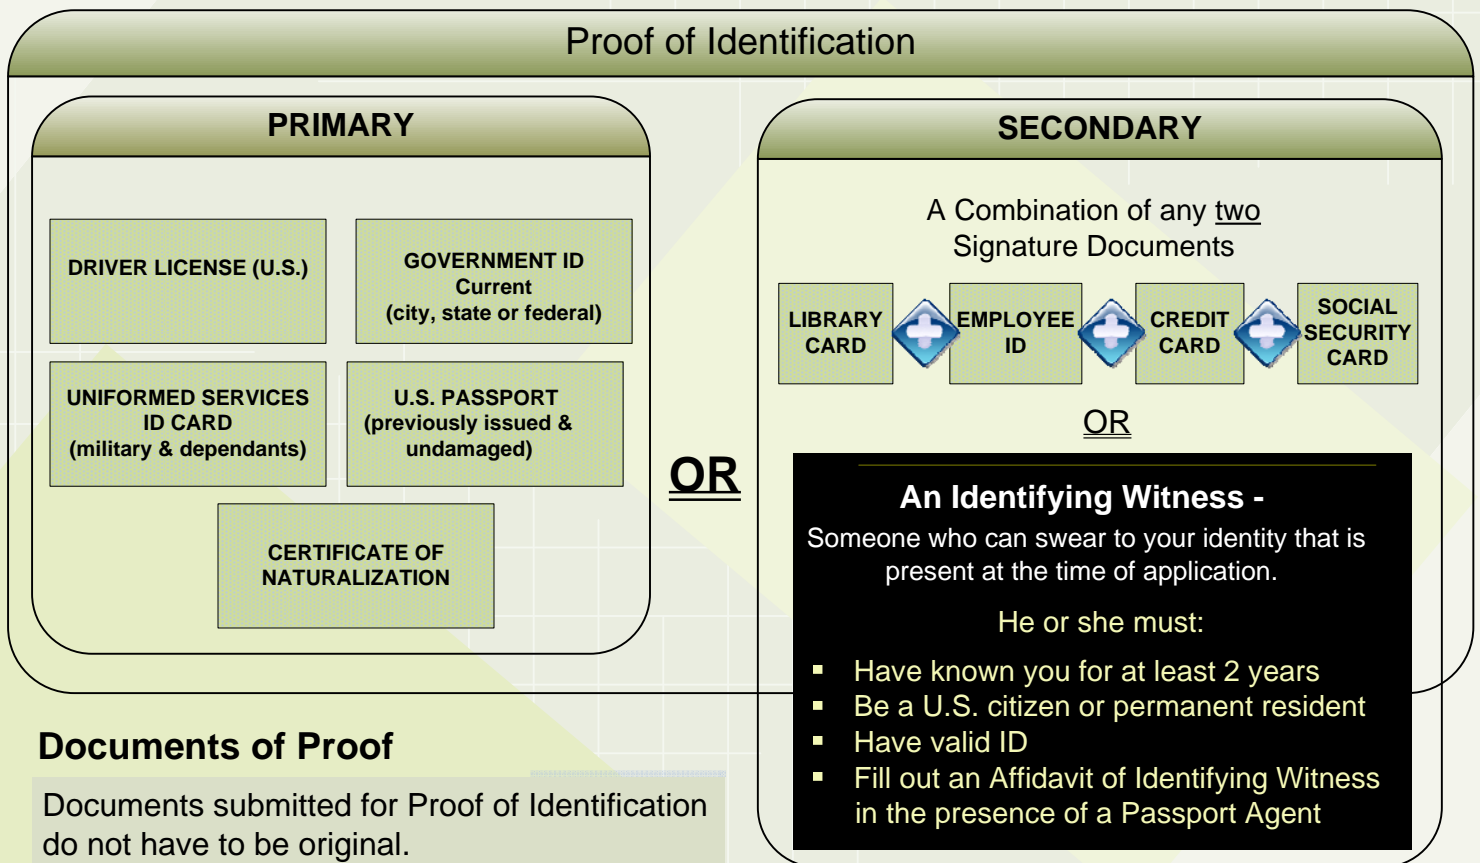 Proof of Identification
PRIMARY
DRIVER LICENSE (U.S.)
GOVERNMENT ID
Current
(city, state or federal)
UNIFORMED SERVICES
ID CARD
(military & dependants)
U.S. PASSPORT
(previously issued &
undamaged)
CERTIFICATE OF
NATURALIZATION
OR
SECONDARY
A Combination of any two
Signature Documents
LIBRARY
CARD
EMPLOYEE
ID
CREDIT
CARD
SOCIAL
SECURITY
CARD
OR
An Identifying Witness -
Someone who can swear to your identity that is
present at the time of application.
He or she must:
▪ Have known you for at least 2 years
▪ Be a U.S. citizen or permanent resident
▪ Have valid ID
▪ Fill out an Affidavit of Identifying Witness
in the presence of a Passport Agent
Documents of Proof
Documents submitted for Proof of Identification
do not have to be original.